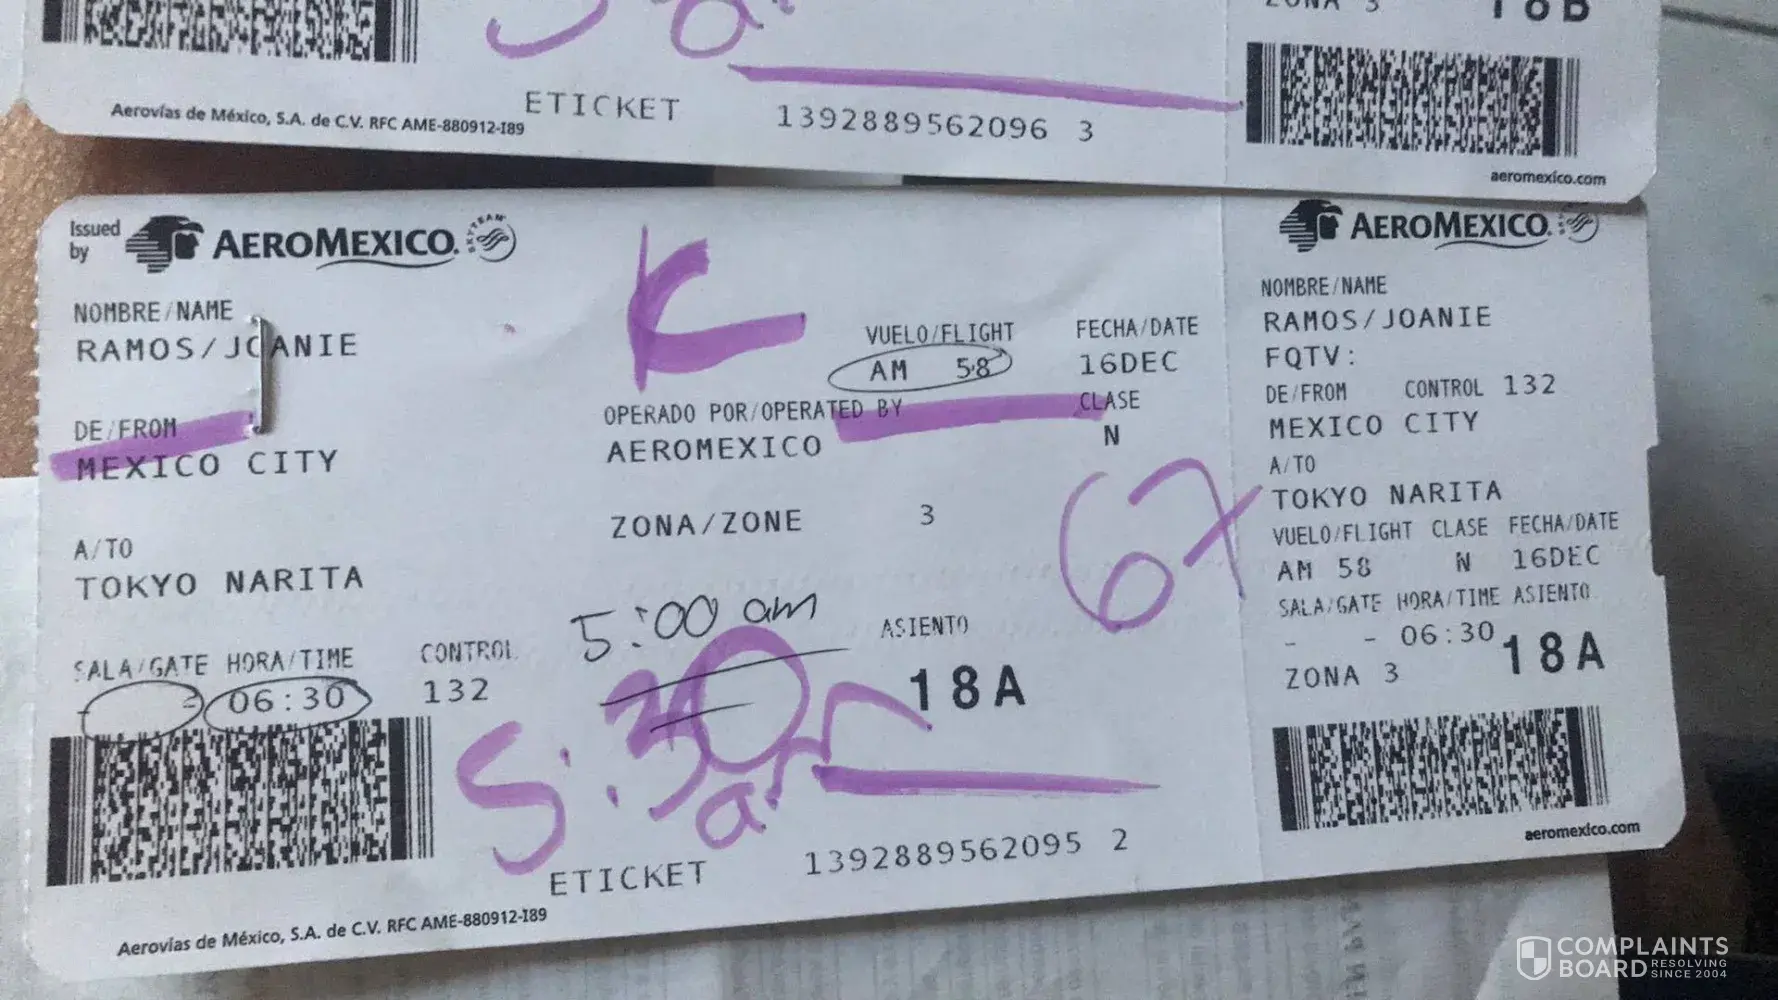 ZONA 3
18B
ETICKET 1392889562096 3
Aerovías de México, S.A. de C.V. RFC AME-880912-I89
aeromexico.com
Issued by AEROMEXICO. SKYTEAM
K
NOMBRE/NAME
RAMOS/JOANIE
VUELO/FLIGHT FECHA/DATE
AM 58 16DEC
DE/FROM
MEXICO CITY
OPERADO POR/OPERATED BY CLASE
AEROMEXICO N
ZONA/ZONE 3
67
A/TO
TOKYO NARITA
5:00 am
SALA/GATE HORA/TIME CONTROL ASIENTO
- - 06:30 132 18A
5:30 am
ETICKET 1392889562095 2
Aerovías de México, S.A. de C.V. RFC AME-880912-I89
AEROMEXICO.
NOMBRE/NAME
RAMOS/JOANIE
FQTV:
DE/FROM CONTROL 132
MEXICO CITY
A/TO
TOKYO NARITA
VUELO/FLIGHT CLASE FECHA/DATE
AM 58 N 16DEC
SALA/GATE HORA/TIME ASIENTO
- - 06:30 18A
ZONA 3
aeromexico.com
COMPLAINTS
BOARD RESOLVING
SINCE 2004